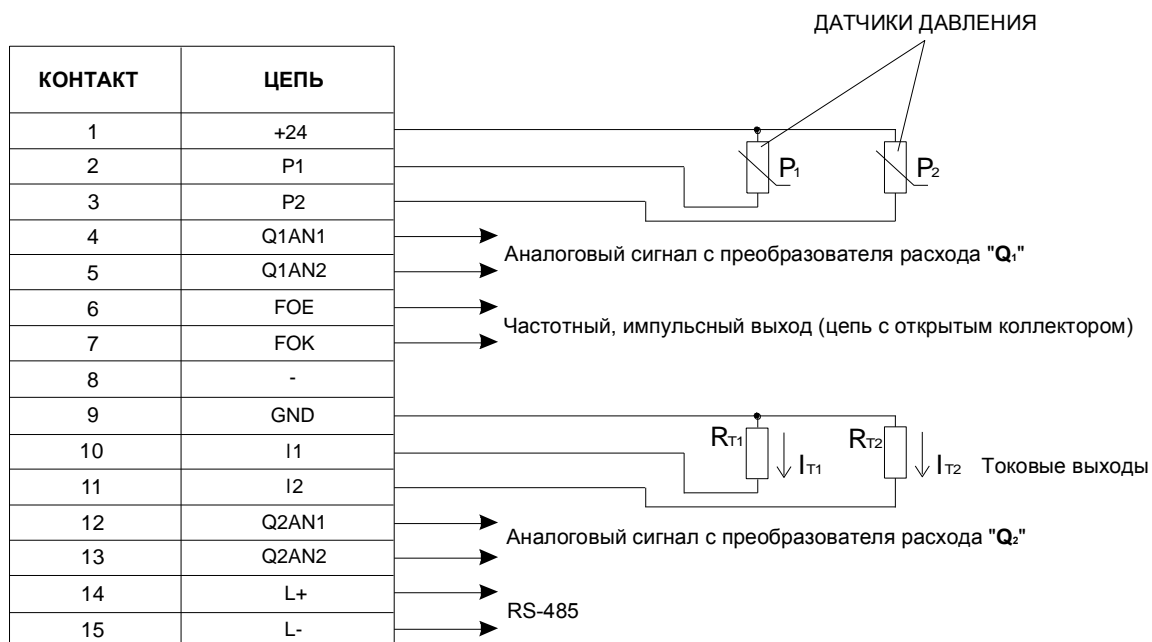 ДАТЧИКИ ДАВЛЕНИЯ
КОНТАКТ ЦЕПЬ
1 +24
2 P1
3 P2
4 Q1AN1
5 Q1AN2
6 FOE
7 FOK
8 -
9 GND
10 I1
11 I2
12 Q2AN1
13 Q2AN2
14 L+
15 L-
P1 P2
Аналоговый сигнал с преобразователя расхода "Q1"
Частотный, импульсный выход (цепь с открытым коллектором)
RT1 IT1 RT2 IT2 Токовые выходы
Аналоговый сигнал с преобразователя расхода "Q2"
RS-485